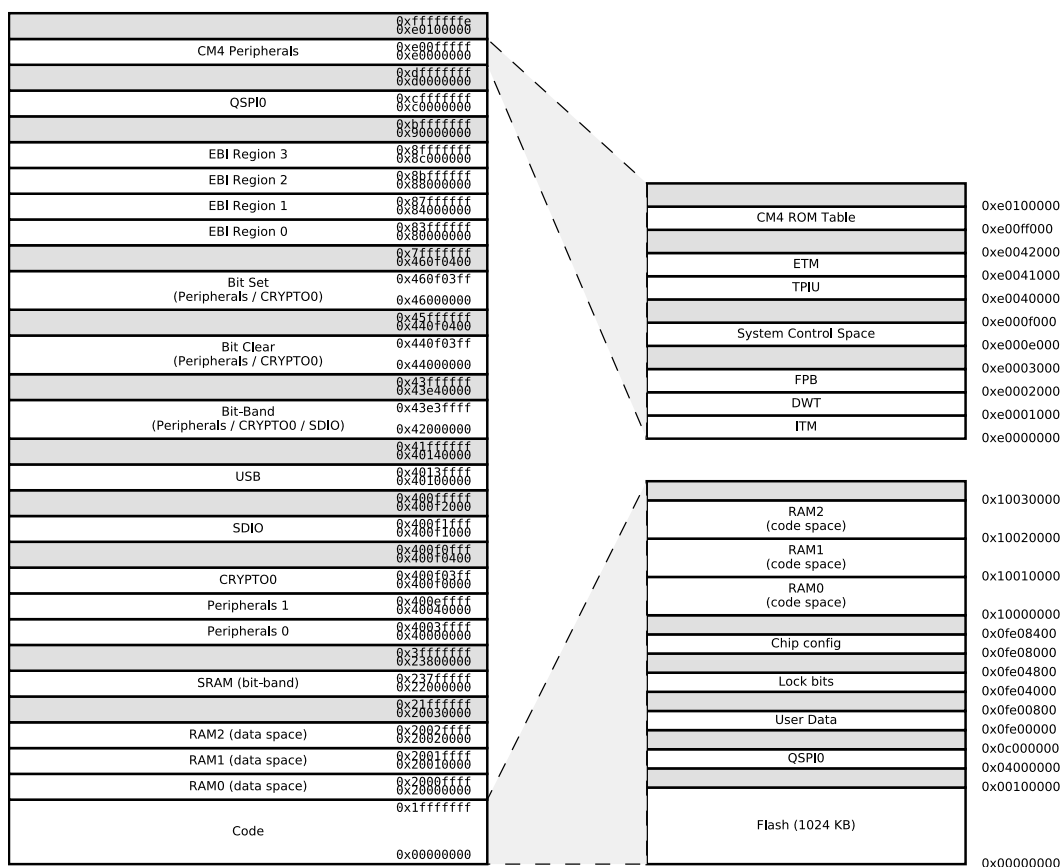 0xfffffffe
0xe0100000
CM4 Peripherals
0xe00fffff
0xe0000000
0xdfffffff
0xd0000000
QSPI0
0xcfffffff
0xc0000000
0xbfffffff
0x90000000
EBI Region 3
0x8fffffff
0x8c000000
EBI Region 2
0x8bffffff
0x88000000
EBI Region 1
0x87ffffff
0x84000000
EBI Region 0
0x83ffffff
0x80000000
0x7fffffff
0x460f0400
Bit Set
(Peripherals / CRYPTO0)
0x460f03ff
0x46000000
0x45ffffff
0x440f0400
Bit Clear
(Peripherals / CRYPTO0)
0x440f03ff
0x44000000
0x43ffffff
0x43e40000
Bit-Band
(Peripherals / CRYPTO0 / SDIO)
0x43e3ffff
0x42000000
0x41ffffff
0x40140000
USB
0x4013ffff
0x40100000
0x400fffff
0x400f2000
SDIO
0x400f1fff
0x400f1000
0x400f0fff
0x400f0400
CRYPTO0
0x400f03ff
0x400f0000
Peripherals 1
0x400effff
0x40040000
Peripherals 0
0x4003ffff
0x40000000
0x3fffffff
0x23800000
SRAM (bit-band)
0x237fffff
0x22000000
0x21ffffff
0x20030000
RAM2 (data space)
0x2002ffff
0x20020000
RAM1 (data space)
0x2001ffff
0x20010000
RAM0 (data space)
0x2000ffff
0x20000000
Code
0x1fffffff
0x00000000
0xe0100000
CM4 ROM Table
0xe00ff000
0xe0042000
ETM
0xe0041000
TPIU
0xe0040000
0xe000f000
System Control Space
0xe000e000
0xe0003000
FPB
0xe0002000
DWT
0xe0001000
ITM
0xe0000000
0x10030000
RAM2
(code space)
0x10020000
RAM1
(code space)
0x10010000
RAM0
(code space)
0x10000000
0x0fe08400
Chip config
0x0fe08000
0x0fe04800
Lock bits
0x0fe04000
0x0fe00800
User Data
0x0fe00000
0x0c000000
QSPI0
0x04000000
0x00100000
Flash (1024 KB)
0x00000000